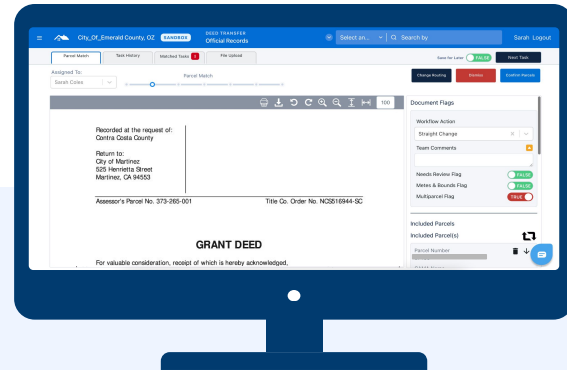 City_Of_Emerald County, OZ SANDBOX
DEED TRANSFER
Official Records
Select an...
Search by
Sarah Logout
Parcel Match
Task History
Matched Tasks 1
File Upload
Save for Later FALSE
Next Task
Assigned To:
Sarah Coles
Parcel Match
Change Routing
Dismiss
Confirm Parcels
100
Recorded at the request of:
Contra Costa County
Return to:
City of Martinez
525 Henrietta Street
Martinez, CA 94553
Assessor's Parcel No. 373-265-001
Title Co. Order No. NCS516944-SC
GRANT DEED
For valuable consideration, receipt of which is hereby acknowledged,
Document Flags
Workflow Action
Straight Change
Team Comments
Needs Review Flag FALSE
Metes & Bounds Flag FALSE
Multiparcel Flag TRUE
Included Parcels
Included Parcel(s)
Parcel Number